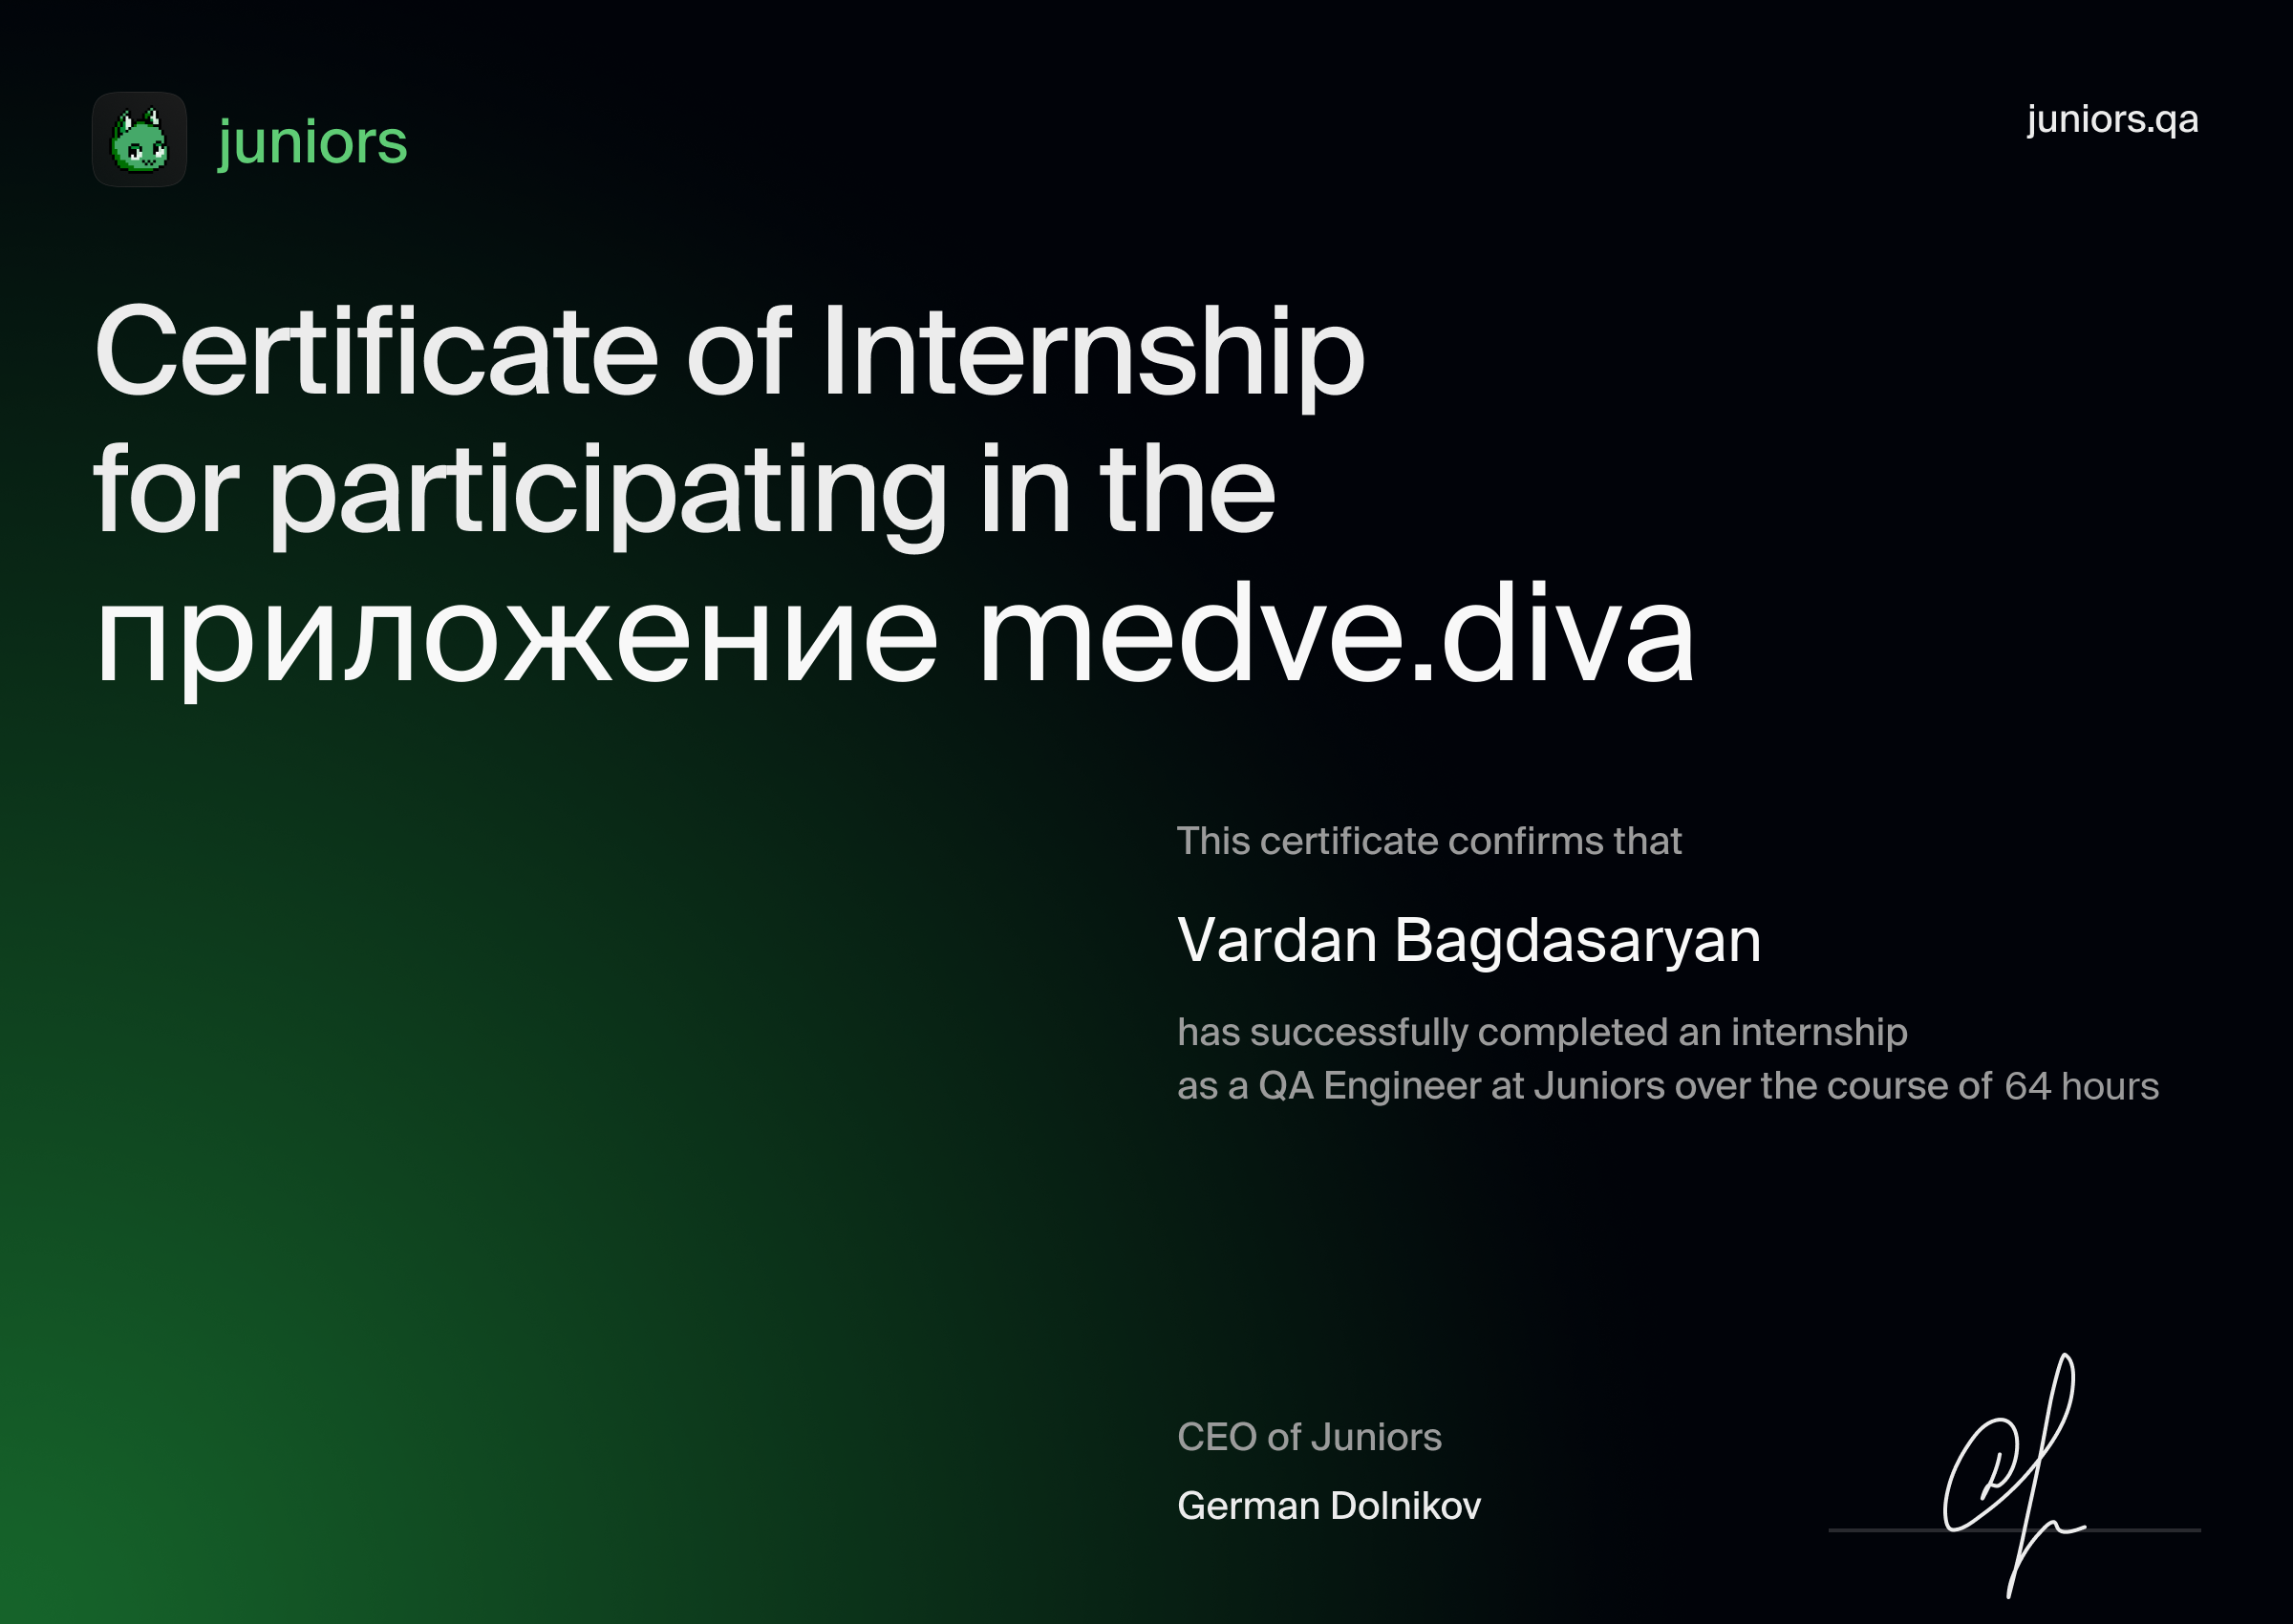 juniors
juniors.qa
Certificate of Internship
for participating in the
приложение medve.diva
This certificate confirms that
Vardan Bagdasaryan
has successfully completed an internship
as a QA Engineer at Juniors over the course of 64 hours
CEO of Juniors
German Dolnikov